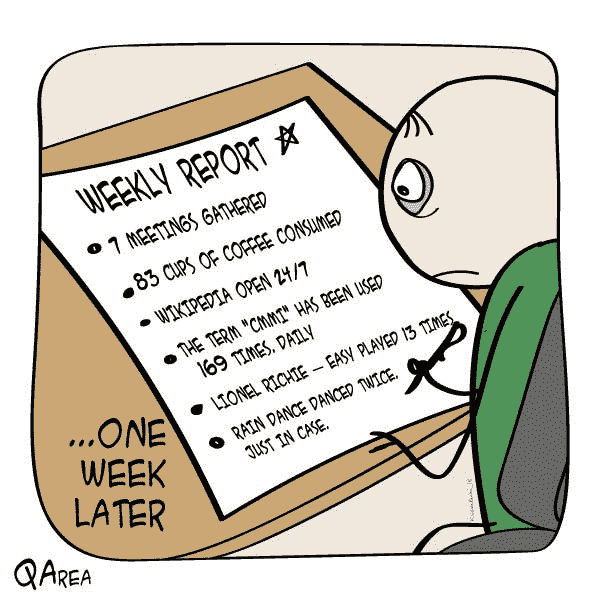 WEEKLY REPORT
7 MEETINGS GATHERED
83 CUPS OF COFFEE CONSUMED
WIKIPEDIA OPEN 24/7
THE TERM "CMMI" HAS BEEN USED
169 TIMES, DAILY
LIONEL RICHIE – EASY PLAYED 13 TIMES
RAIN DANCE DANCED TWICE,
JUST IN CASE.
...ONE
WEEK
LATER
QAREA